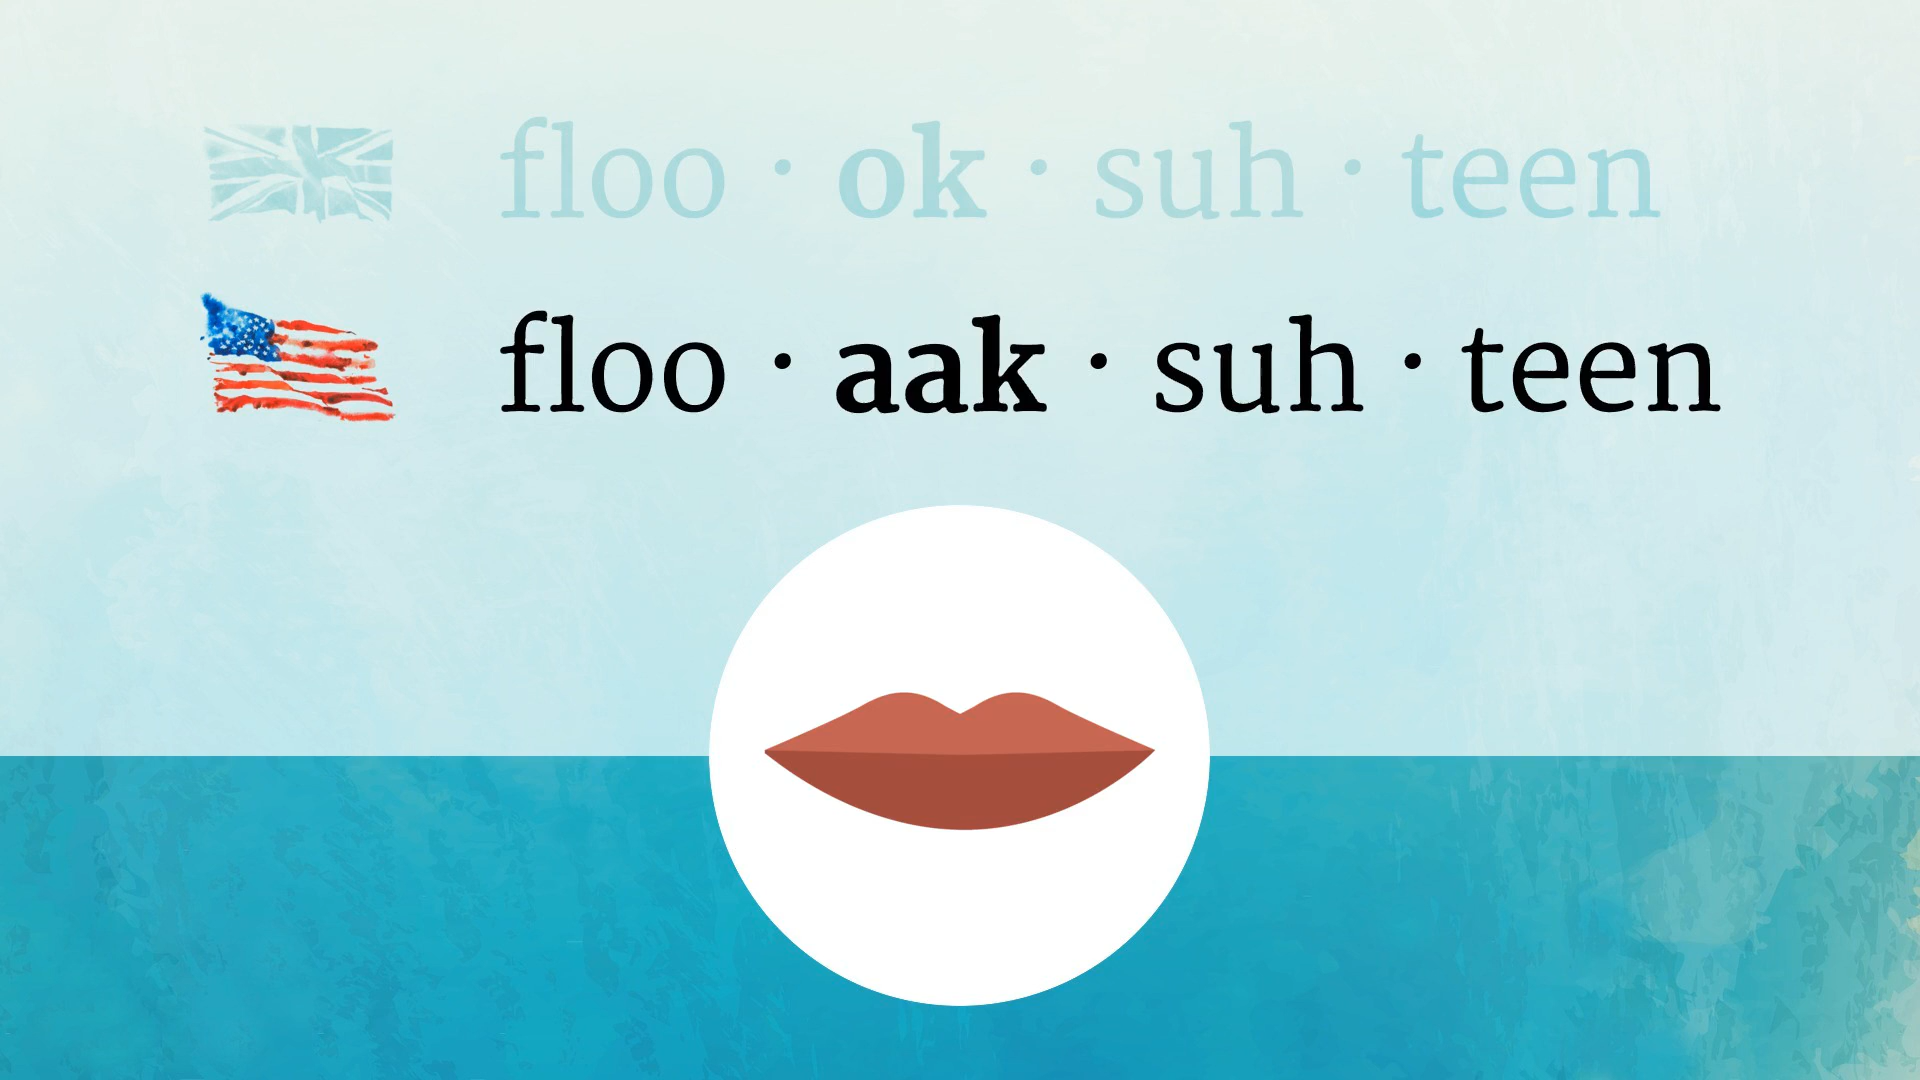 floo · ok · suh · teen
floo · aak · suh · teen